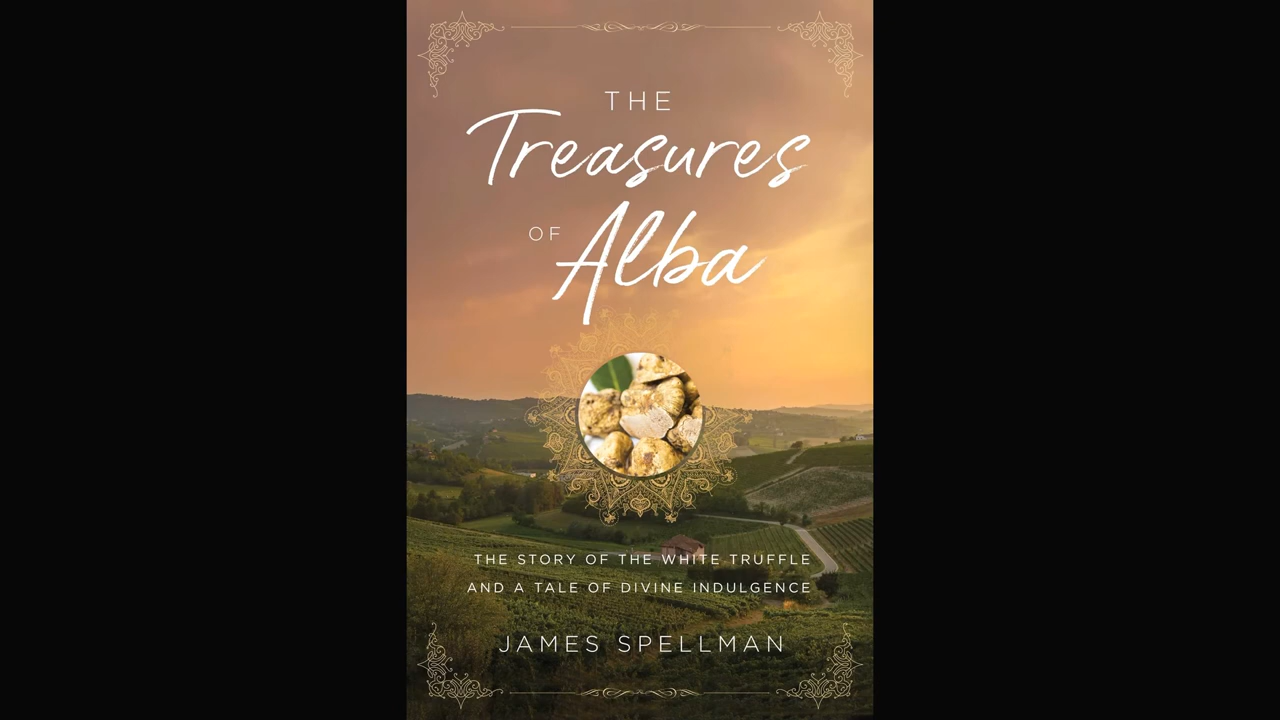 THE
Treasures
OF Alba
THE STORY OF THE WHITE TRUFFLE
AND A TALE OF DIVINE INDULGENCE
JAMES SPELLMAN